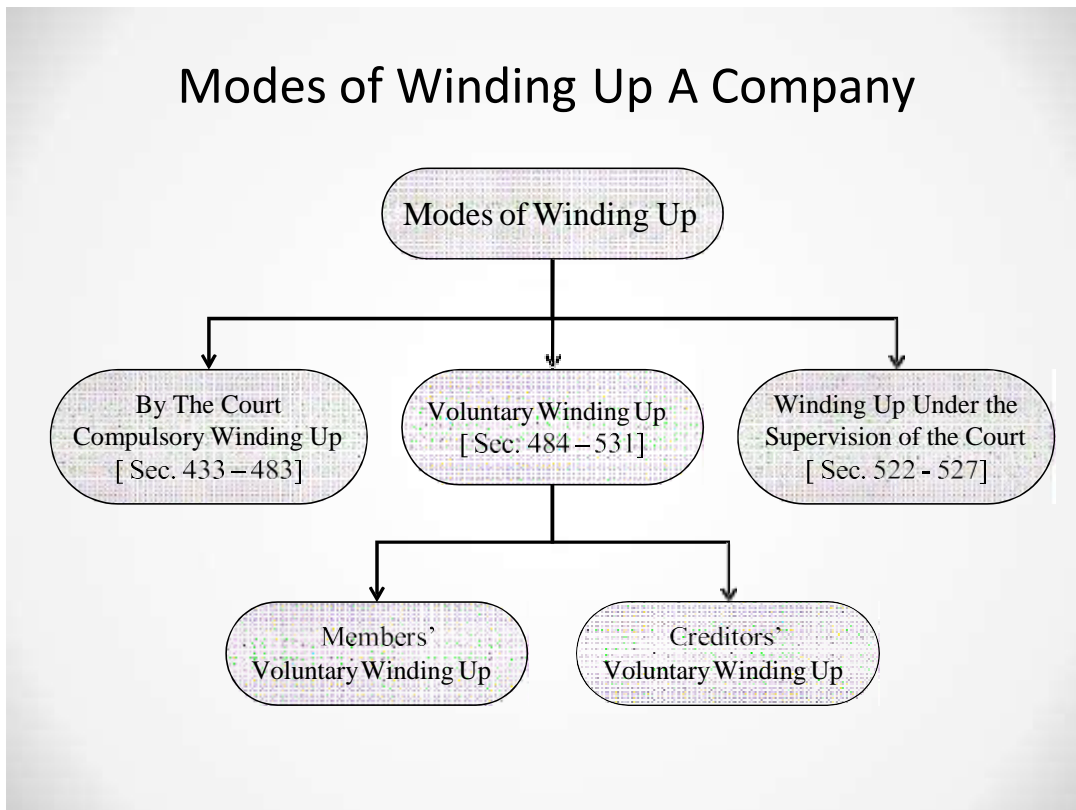 Modes of Winding Up A Company
Modes of Winding Up
By The Court
Compulsory Winding Up
[ Sec. 433 – 483]
Voluntary Winding Up
[ Sec. 484 – 531]
Winding Up Under the
Supervision of the Court
[ Sec. 522 - 527]
Members’
Voluntary Winding Up
Creditors’
Voluntary Winding Up